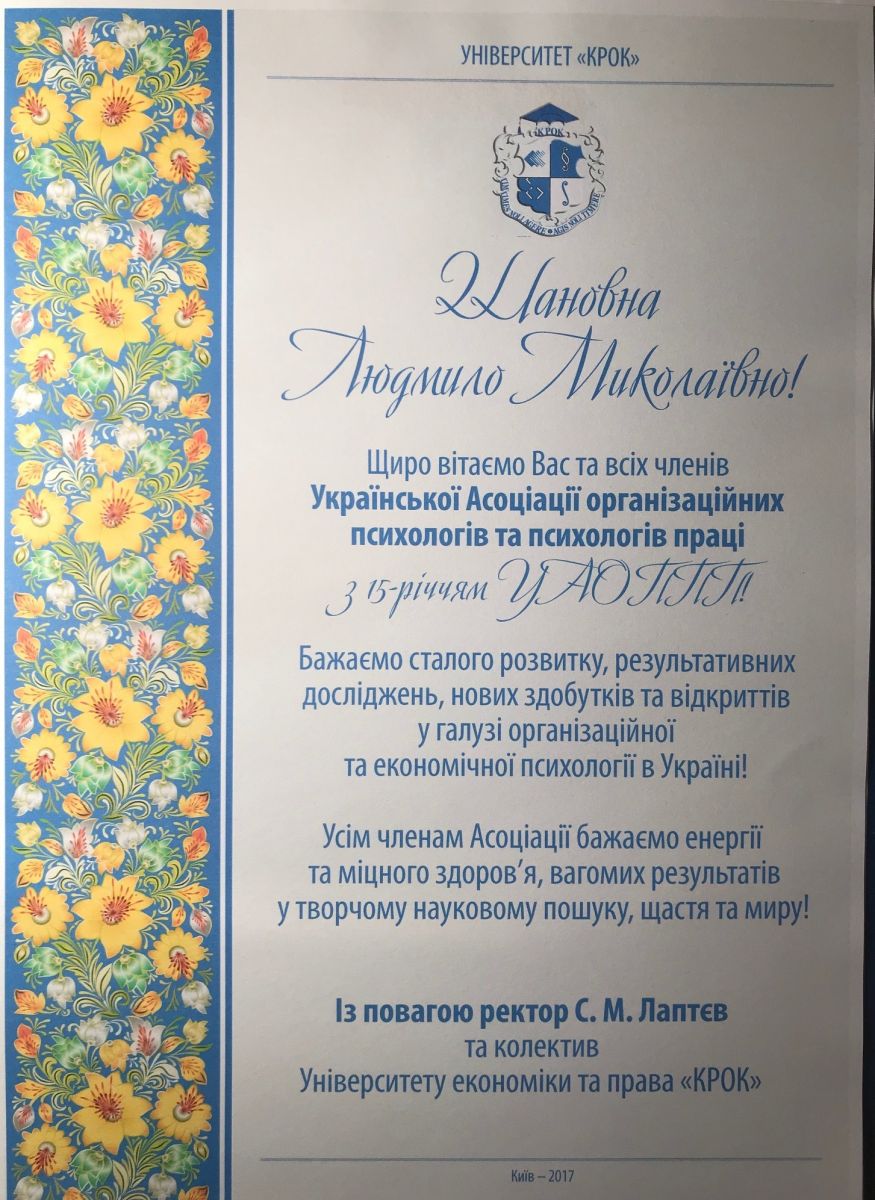 УНІВЕРСИТЕТ «КРОК»
КРОК
Шановна
Людмило Миколаївно!
Щиро вітаємо Вас та всіх членів
Української Асоціації організаційних
психологів та психологів праці
з 15-річчям УАОППП!
Бажаємо сталого розвитку, результативних
досліджень, нових здобутків та відкриттів
у галузі організаційної
та економічної психології в Україні!
Усім членам Асоціації бажаємо енергії
та міцного здоров’я, вагомих результатів
у творчому науковому пошуку, щастя та миру!
Із повагою ректор С. М. Лаптєв
та колектив
Університету економіки та права «КРОК»
Київ – 2017